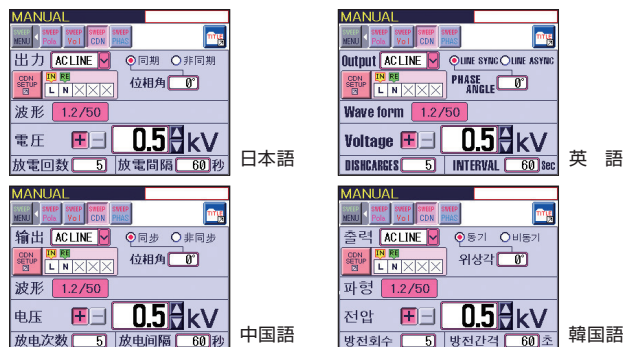 MANUAL
SWEEP MENU SWEEP Pola SWEEP Vol SWEEP CDN SWEEP PHAS TITLE
出力 AC LINE 同期 非同期
CDN SETUP IN RE L N 位相角 0°
波形 1.2/50
電圧 + − 0.5 kV
放電回数 5 放電間隔 60 秒
日本語
MANUAL
SWEEP MENU SWEEP Pola SWEEP Vol SWEEP CDN SWEEP PHAS TITLE
Output AC LINE LINE SYNC LINE ASYNC
CDN SETUP IN RE L N PHASE ANGLE 0°
Wave form 1.2/50
Voltage + − 0.5 kV
DISHCARGES 5 INTERVAL 60 Sec
英 語
MANUAL
SWEEP MENU SWEEP Pola SWEEP Vol SWEEP CDN SWEEP PHAS TITLE
输出 AC LINE 同步 非同步
CDN SETUP IN RE L N 位相角 0°
波形 1.2/50
电压 + − 0.5 kV
放电次数 5 放电间隔 60 秒
中国語
MANUAL
SWEEP MENU SWEEP Pola SWEEP Vol SWEEP CDN SWEEP PHAS TITLE
출력 AC LINE 동기 비동기
CDN SETUP IN RE L N 위상각 0°
파형 1.2/50
전압 + − 0.5 kV
방전회수 5 방전간격 60 초
韓国語